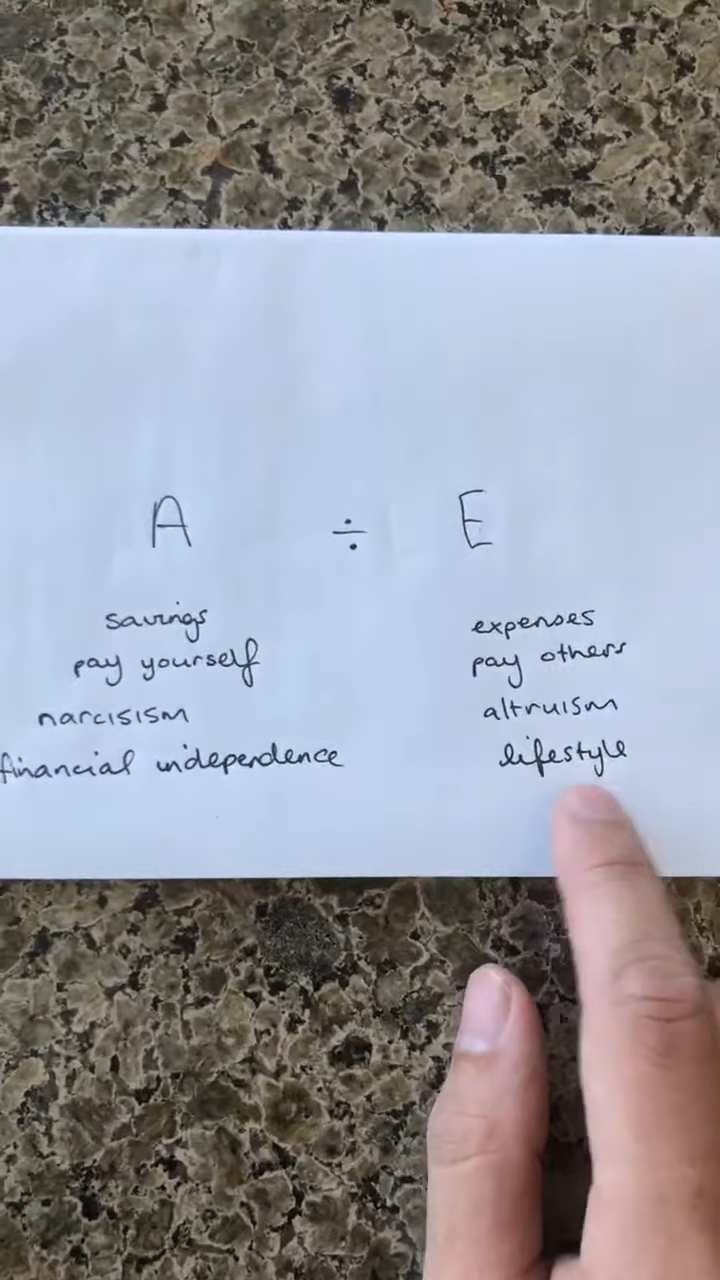 A ÷ E
savings expenses
pay yourself pay others
narcisism altruism
financial independence lifestyle